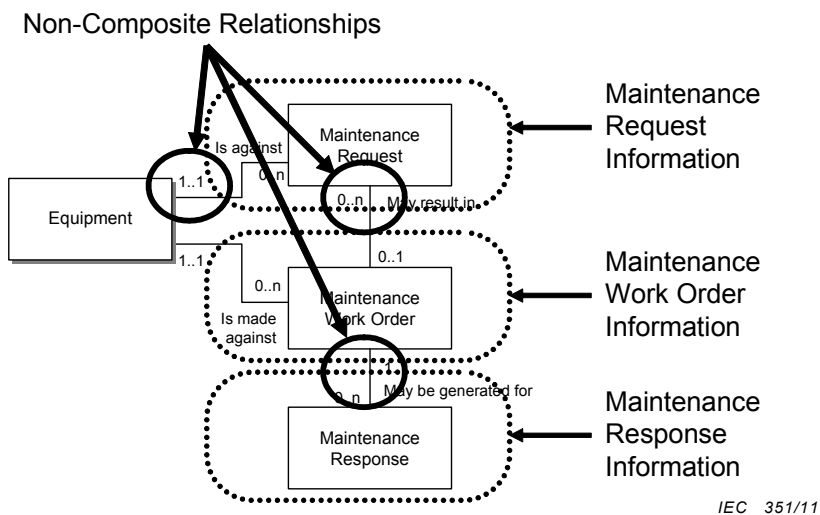 Non-Composite Relationships
Maintenance
Request
Is against
1..1
0..n
0..n
May result in
Maintenance
Request
Information
Equipment
1..1
0..n
0..1
Maintenance
Work Order
Is made
against
Maintenance
Work Order
Information
1
0..n
May be generated for
Maintenance
Response
Maintenance
Response
Information
IEC 351/11